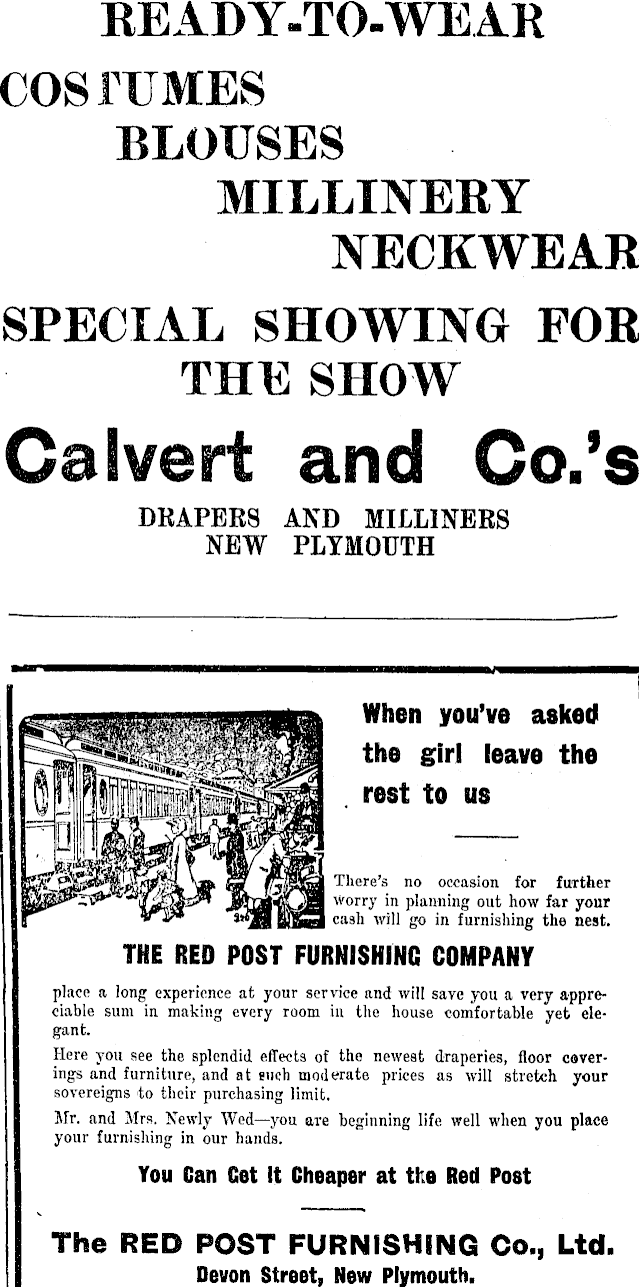 READY-TO-WEAR
COSTUMES
BLOUSES
MILLINERY
NECKWEAR
SPECIAL SHOWING FOR
THE SHOW
Calvert and Co.'s
DRAPERS AND MILLINERS
NEW PLYMOUTH
When you've asked
the girl leave the
rest to us
There's no occasion for further
worry in planning out how far your
cash will go in furnishing the nest.
THE RED POST FURNISHING COMPANY
place a long experience at your service and will save you a very appre-
ciable sum in making every room in the house comfortable yet ele-
gant.
Here you see the splendid effects of the newest draperies, floor cover-
ings and furniture, and at such moderate prices as will stretch your
sovereigns to their purchasing limit.
Mr. and Mrs. Newly Wed—you are beginning life well when you place
your furnishing in our hands.
You Can Get It Cheaper at the Red Post
The RED POST FURNISHING Co., Ltd.
Devon Street, New Plymouth.